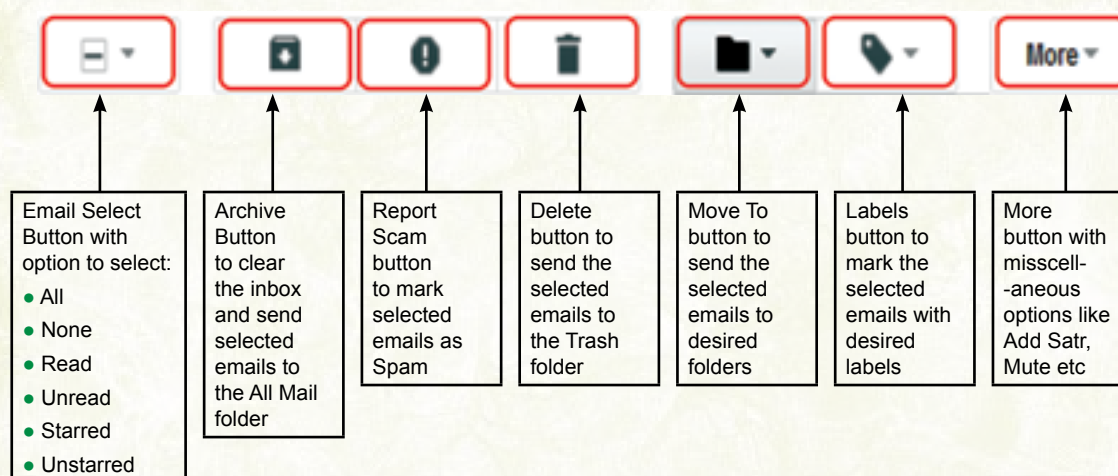 More
Email Select
Button with
option to select:
● All
● None
● Read
● Unread
● Starred
● Unstarred
Archive
Button
to clear
the inbox
and send
selected
emails to
the All Mail
folder
Report
Scam
button
to mark
selected
emails as
Spam
Delete
button to
send the
selected
emails to
the Trash
folder
Move To
button to
send the
selected
emails to
desired
folders
Labels
button to
mark the
selected
emails with
desired
labels
More
button with
misscell-
-aneous
options like
Add Satr,
Mute etc